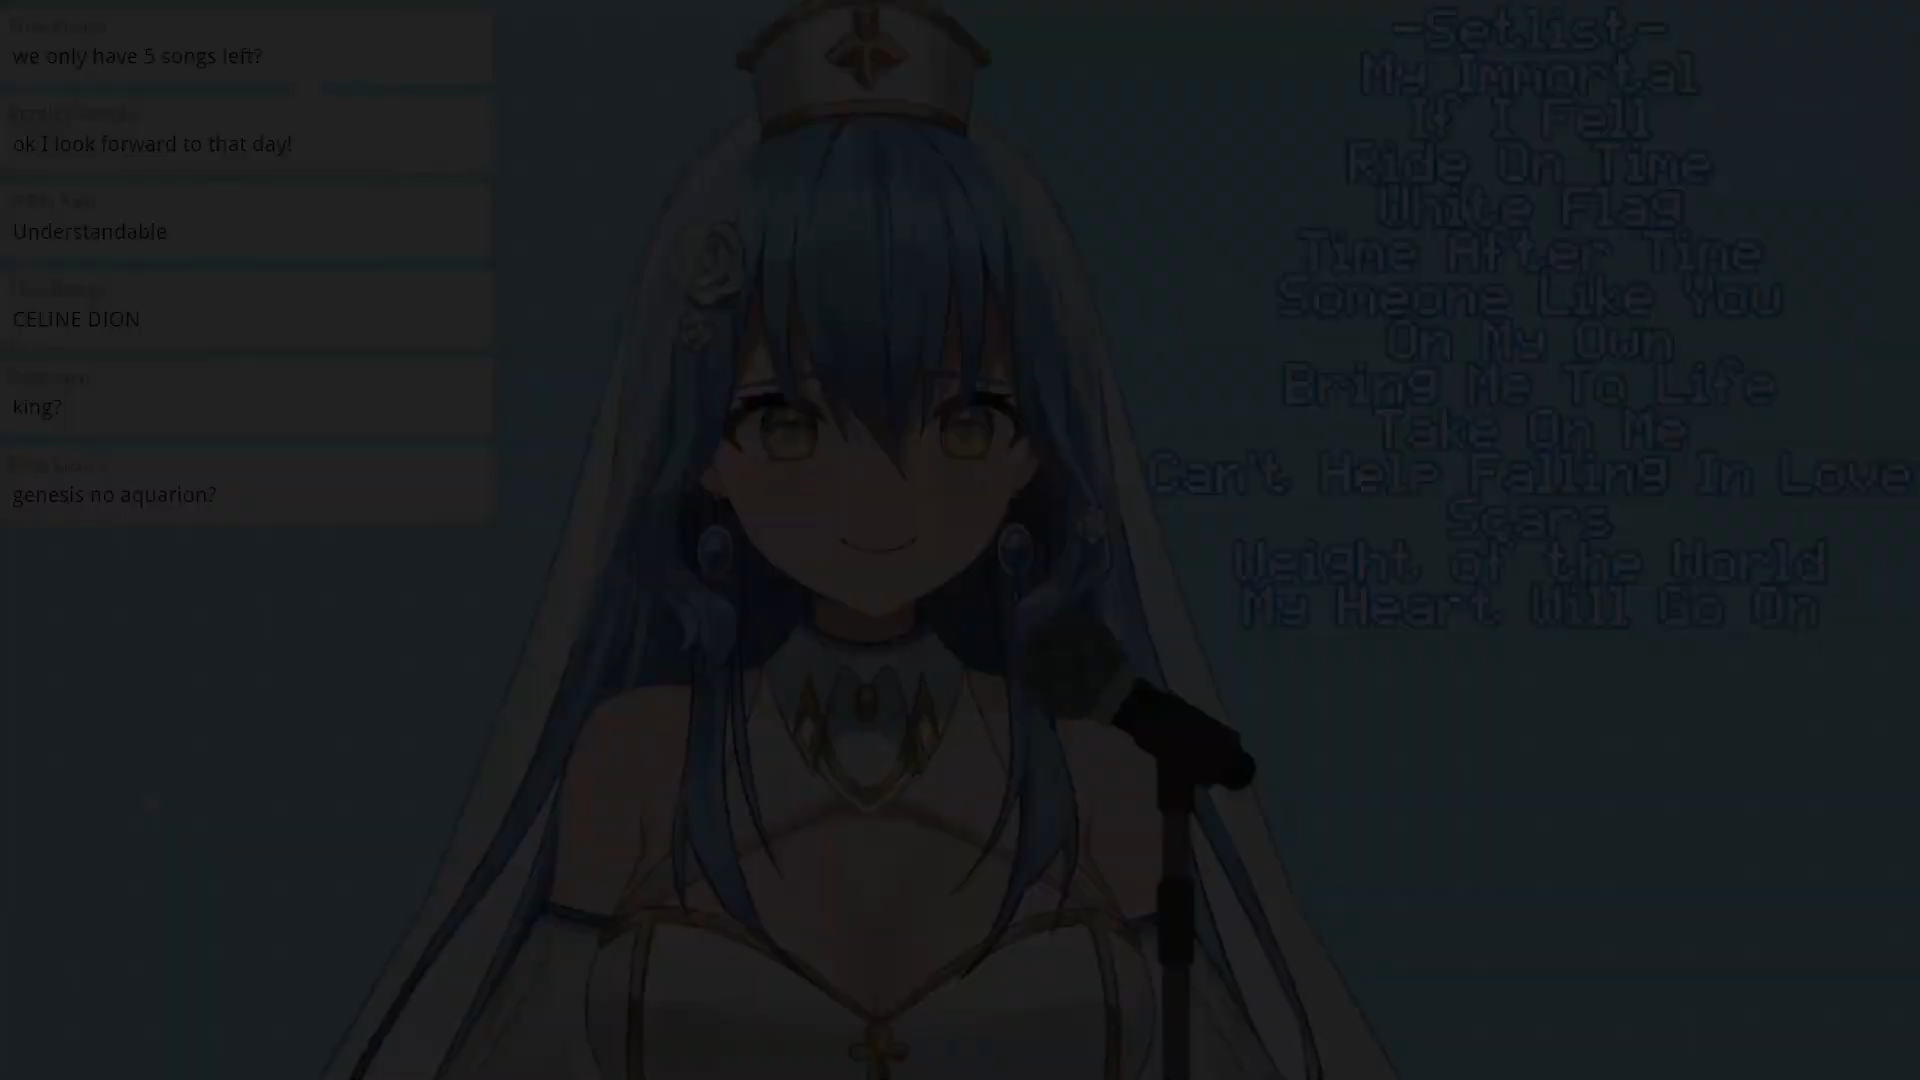 we only have 5 songs left?
ok I look forward to that day!
Understandable
CELINE DION
king?
genesis no aquarion?
-Setlist-
My Immortal
If I Fell
Ride On Time
White Flag
Time After Time
Someone Like You
On My Own
Bring Me To Life
Take On Me
Can't Help Falling In Love
Scars
Weight of the World
My Heart Will Go On